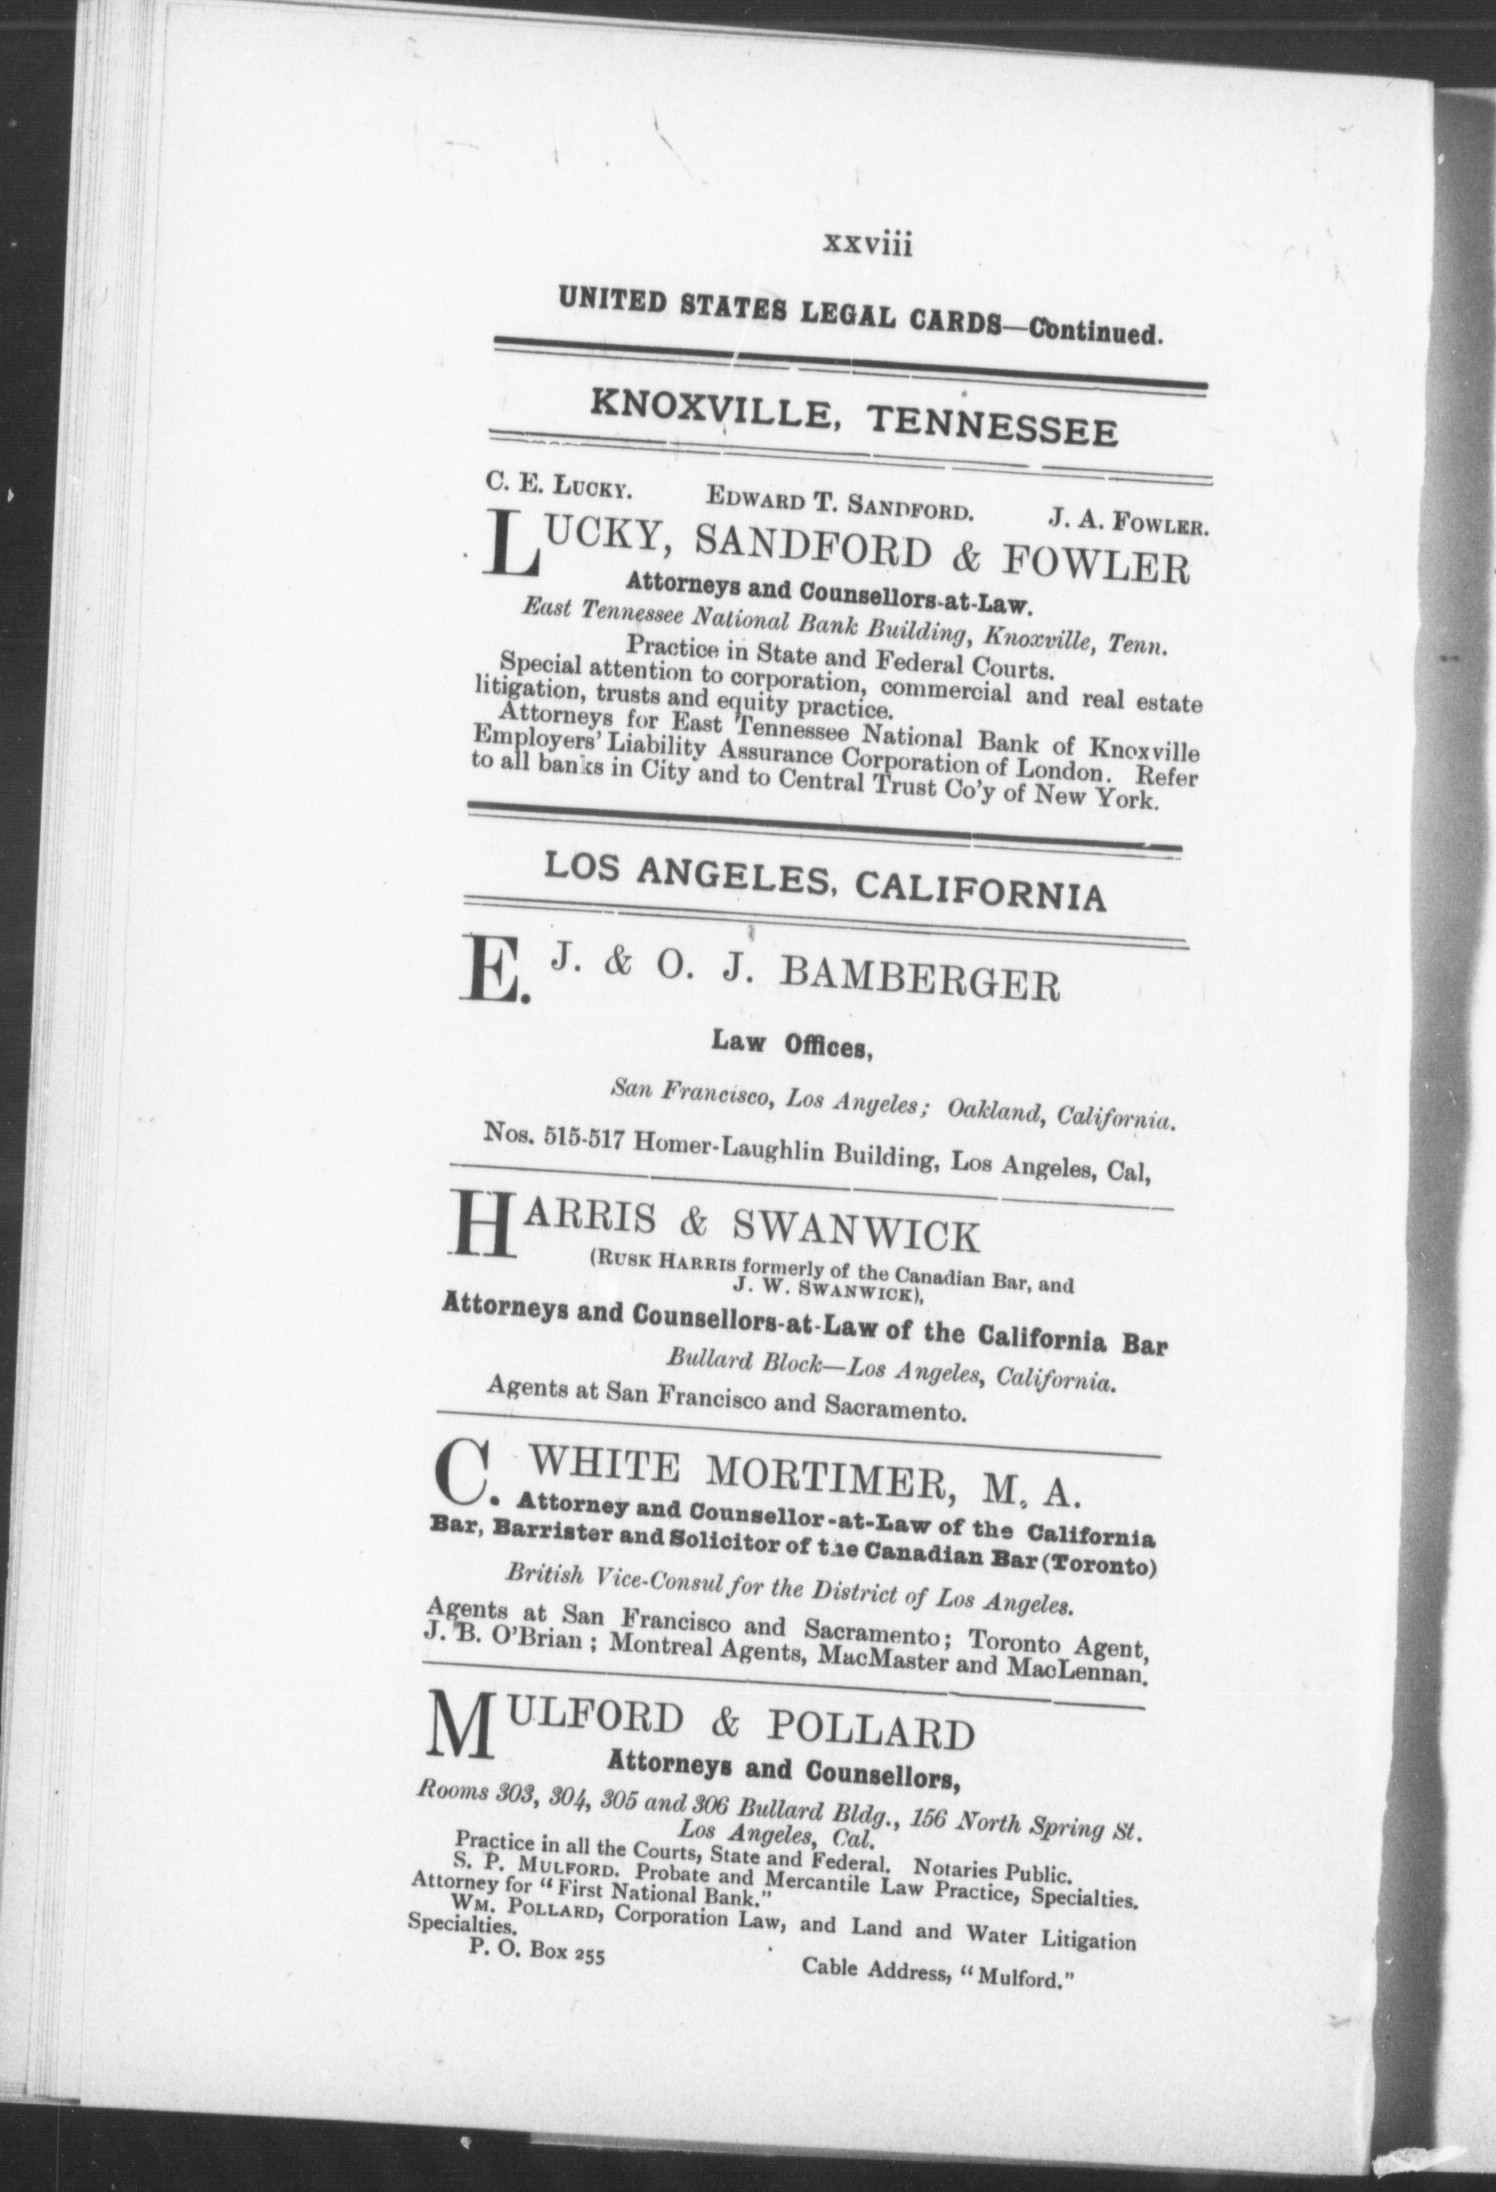 xxviii
UNITED STATES LEGAL CARDS—Continued.
KNOXVILLE, TENNESSEE
C. E. LUCKY. EDWARD T. SANDFORD. J. A. FOWLER.
LUCKY, SANDFORD & FOWLER
Attorneys and Counsellors-at-Law.
East Tennessee National Bank Building, Knoxville, Tenn.
Practice in State and Federal Courts.
Special attention to corporation, commercial and real estate
litigation, trusts and equity practice.
Attorneys for East Tennessee National Bank of Knoxville
Employers' Liability Assurance Corporation of London. Refer
to all banks in City and to Central Trust Co'y of New York.
LOS ANGELES, CALIFORNIA
E. J. & O. J. BAMBERGER
Law Offices,
San Francisco, Los Angeles; Oakland, California.
Nos. 515-517 Homer-Laughlin Building, Los Angeles, Cal,
HARRIS & SWANWICK
(RUSK HARRIS formerly of the Canadian Bar, and
J. W. SWANWICK),
Attorneys and Counsellors-at-Law of the California Bar
Bullard Block—Los Angeles, California.
Agents at San Francisco and Sacramento.
C. WHITE MORTIMER, M. A.
Attorney and Counsellor-at-Law of the California
Bar, Barrister and Solicitor of the Canadian Bar (Toronto)
British Vice-Consul for the District of Los Angeles.
Agents at San Francisco and Sacramento; Toronto Agent,
J. B. O'Brian; Montreal Agents, MacMaster and MacLennan.
MULFORD & POLLARD
Attorneys and Counsellors,
Rooms 303, 304, 305 and 306 Bullard Bldg., 156 North Spring St.
Los Angeles, Cal.
Practice in all the Courts, State and Federal. Notaries Public.
S. P. MULFORD. Probate and Mercantile Law Practice, Specialties.
Attorney for "First National Bank."
WM. POLLARD, Corporation Law, and Land and Water Litigation
Specialties.
P. O. Box 255 Cable Address, "Mulford."